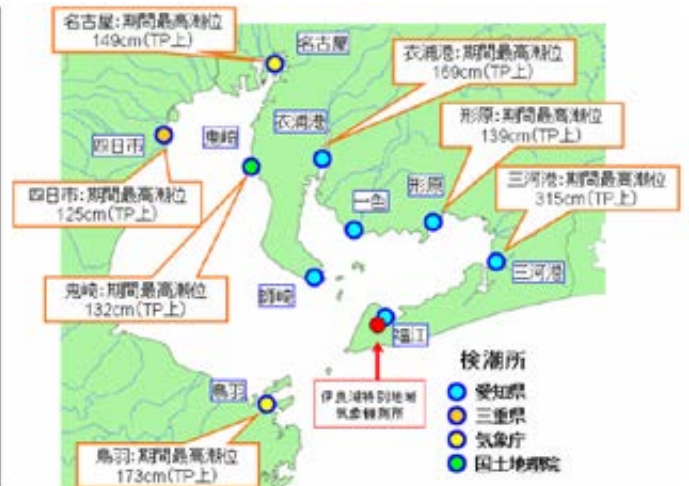 名古屋:期間最高潮位
149cm(TP上)
名古屋
衣浦港:期間最高潮位
169cm(TP上)
形原:期間最高潮位
139cm(TP上)
三河港:期間最高潮位
315cm(TP上)
四日市
鬼崎
衣浦港
一色
形原
三河港
四日市:期間最高潮位
125cm(TP上)
鬼崎:期間最高潮位
132cm(TP上)
師崎
福江
伊良湖特別地域
気象観測所
鳥羽
鳥羽:期間最高潮位
173cm(TP上)
検潮所
愛知県
三重県
気象庁
国土地理院